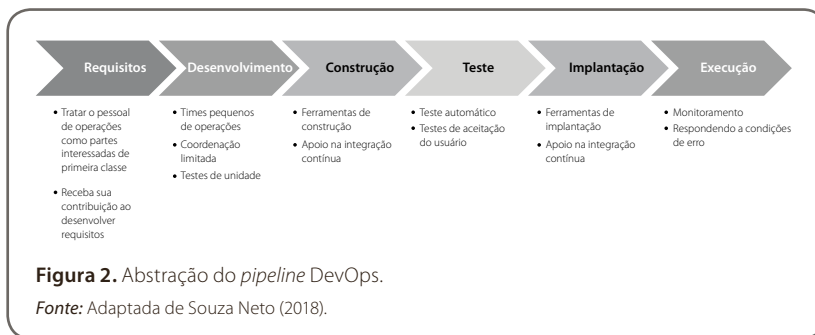 Requisitos
Desenvolvimento
Construção
Teste
Implantação
Execução
• Tratar o pessoal
de operações
como partes
interessadas de
primeira classe
• Receba sua
contribuição ao
desenvolver
requisitos
• Times pequenos
de operações
• Coordenação
limitada
• Testes de unidade
• Ferramentas de
construção
• Apoio na integração
contínua
• Teste automático
• Testes de aceitação
do usuário
• Ferramentas de
implantação
• Apoio na integração
contínua
• Monitoramento
• Respondendo a condições
de erro
Figura 2. Abstração do pipeline DevOps.
Fonte: Adaptada de Souza Neto (2018).